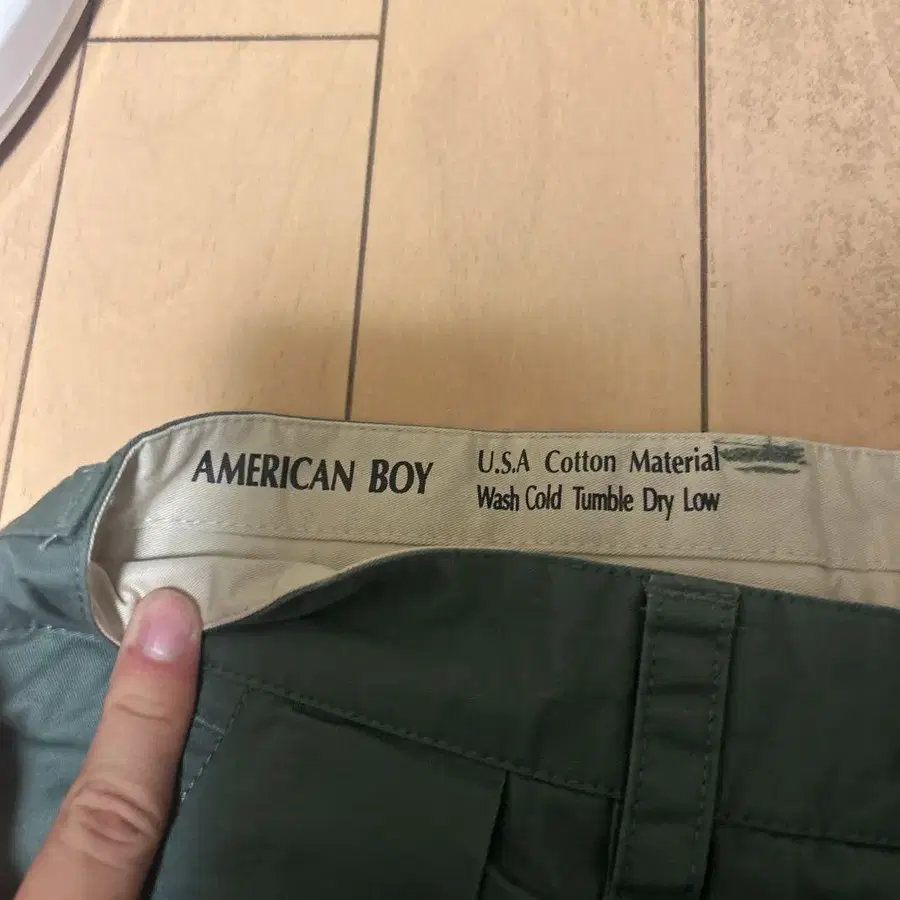 AMERICAN BOY
U.S.A Cotton Material
Wash Cold Tumble Dry Low